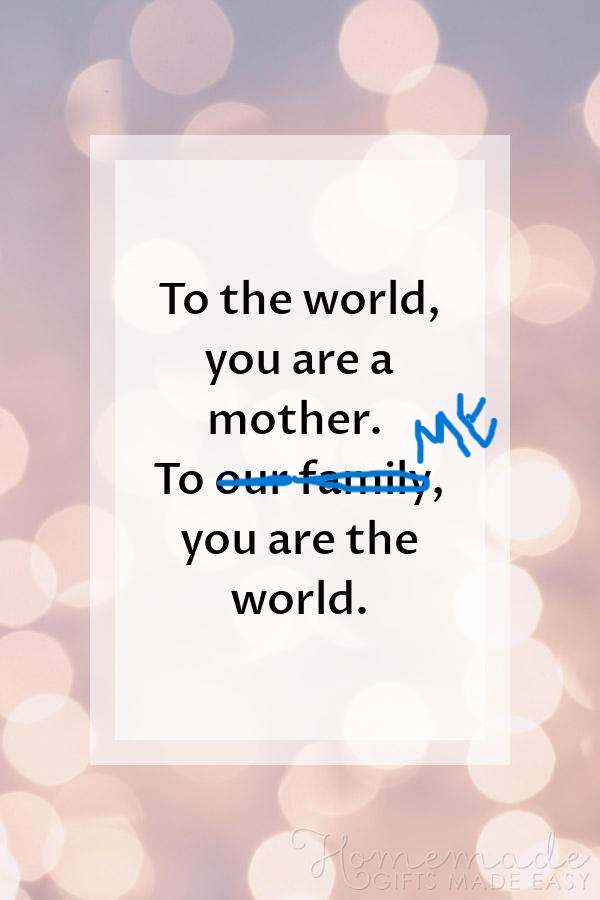 To the world,
you are a
mother.
ME
To our family,
you are the
world.
Homemade
GIFTS MADE EASY